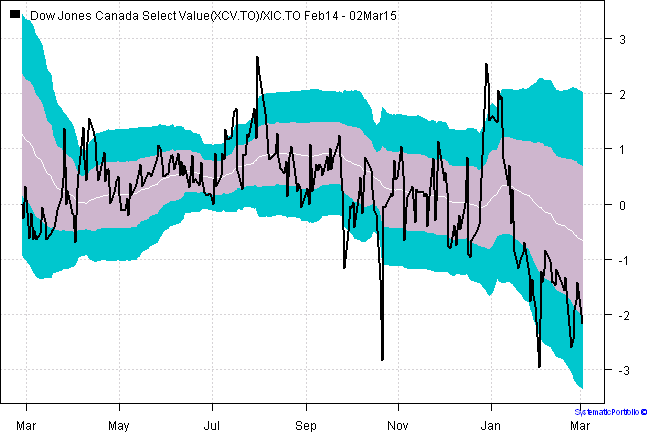 Dow Jones Canada Select Value(XCV.TO)/XIC.TO Feb14 - 02Mar15
3
2
1
0
-1
-2
-3
Mar May Jul Sep Nov Jan Mar
SystematicPortfolio ©